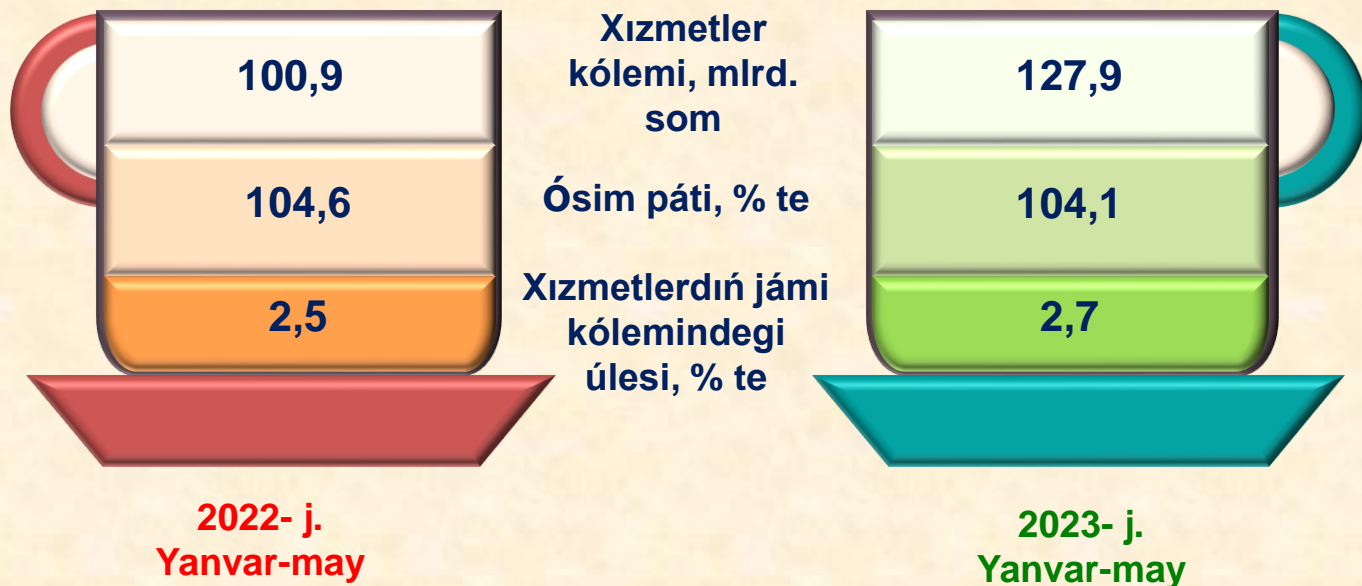 100,9
104,6
2,5
Xızmetler
kólemi, mlrd.
som
Ósim páti, % te
Xızmetlerdıń jámi
kólemindegi
úlesi, % te
127,9
104,1
2,7
2022- j.
Yanvar-may
2023- j.
Yanvar-may